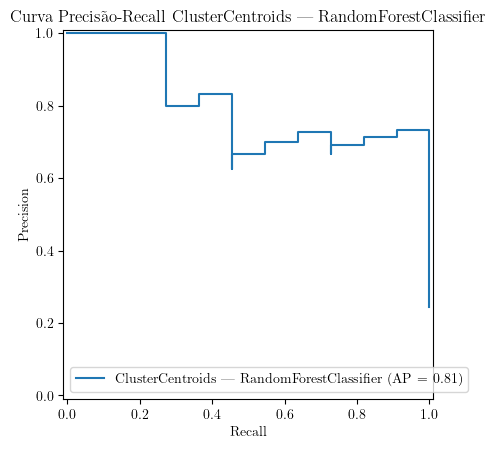 Curva Precisão-Recall ClusterCentroids — RandomForestClassifier
1.0
0.8
0.6
0.4
0.2
0.0
Precision
ClusterCentroids — RandomForestClassifier (AP = 0.81)
0.0 0.2 0.4 0.6 0.8 1.0
Recall